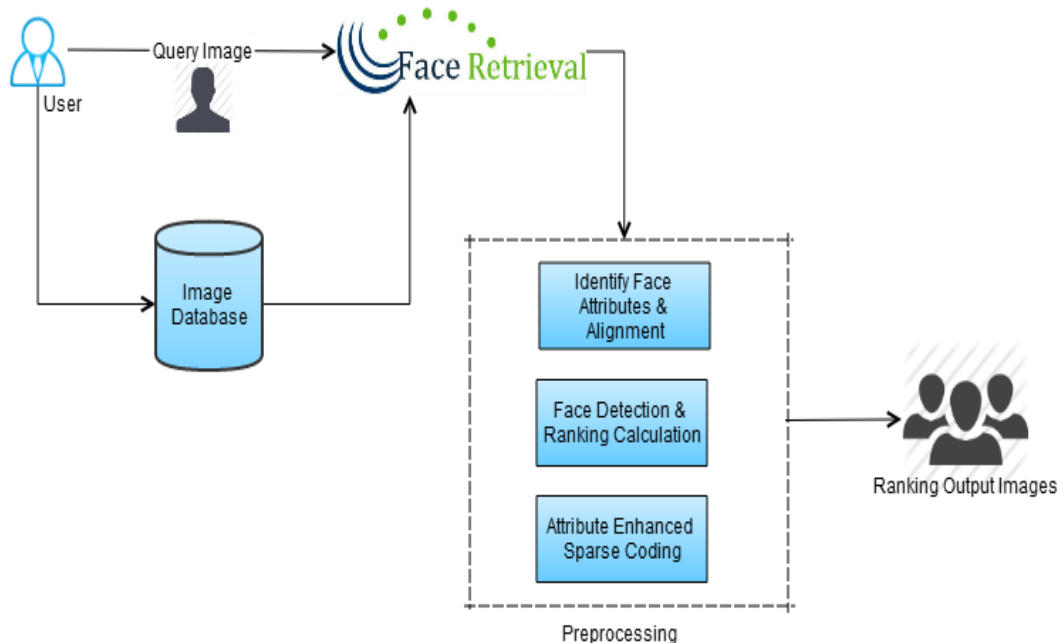 Query Image
Face Retrieval
User
Image
Database
Identify Face
Attributes &
Alignment
Face Detection &
Ranking Calculation
Attribute Enhanced
Sparse Coding
Ranking Output Images
Preprocessing